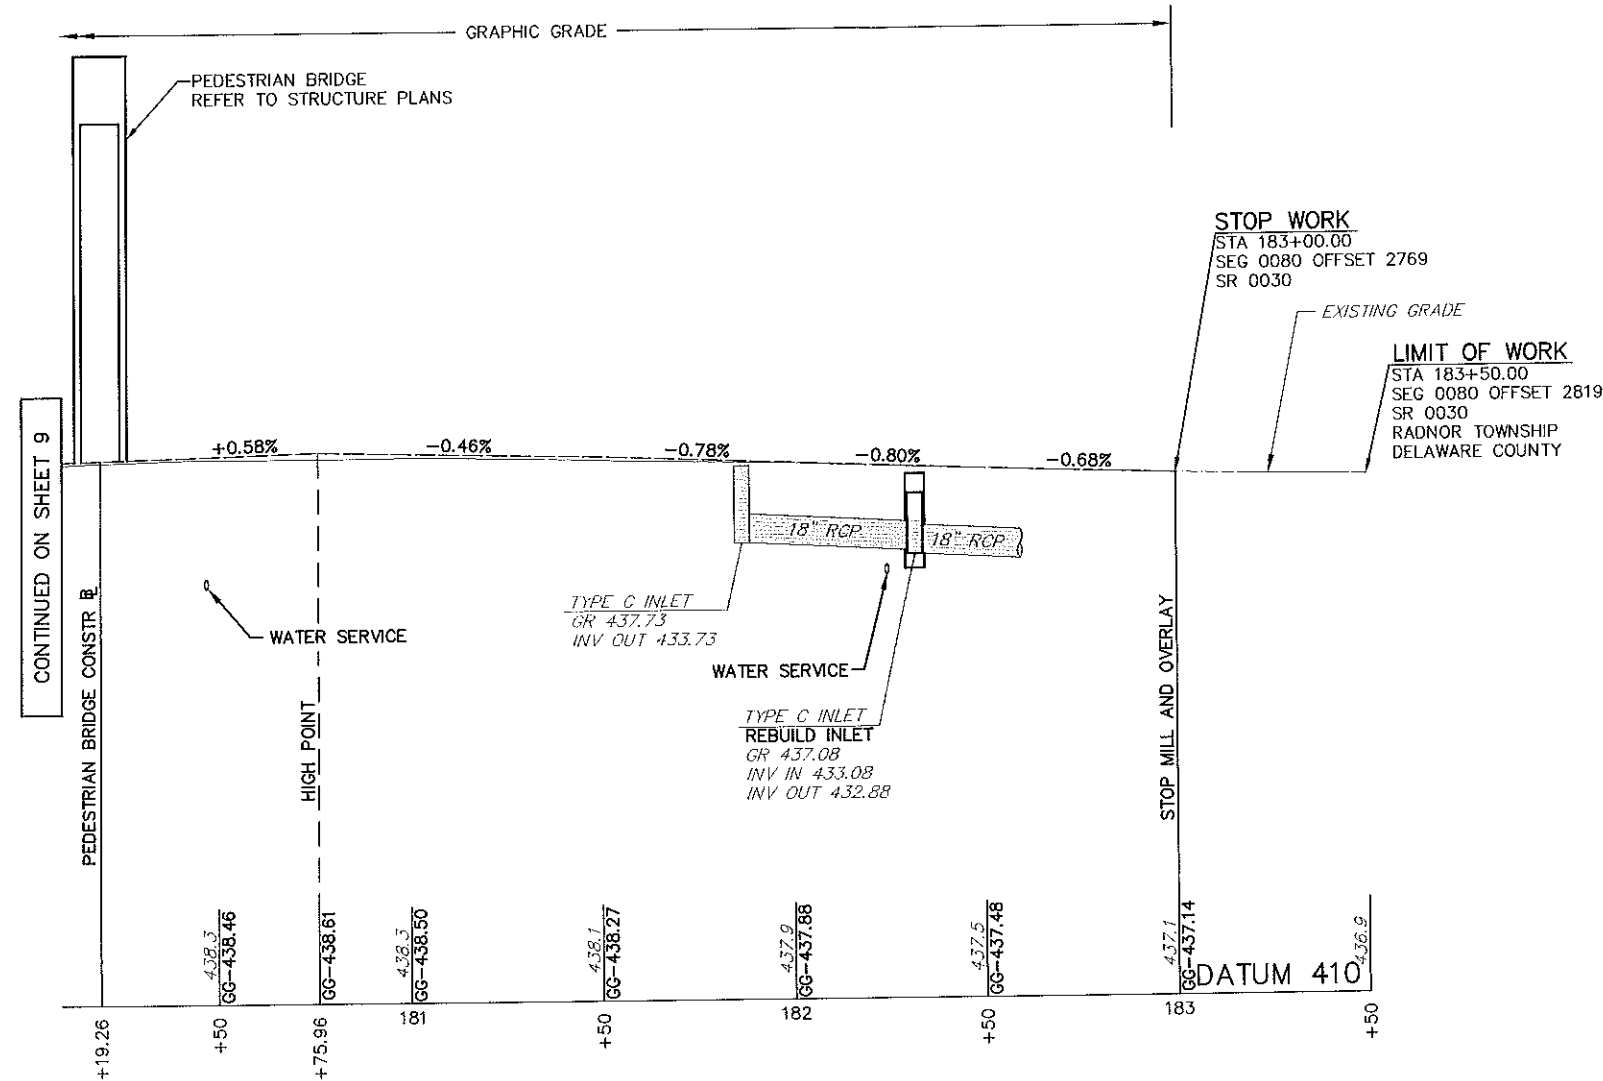 GRAPHIC GRADE
PEDESTRIAN BRIDGE
REFER TO STRUCTURE PLANS
STOP WORK
STA 183+00.00
SEG 0080 OFFSET 2769
SR 0030
EXISTING GRADE
LIMIT OF WORK
STA 183+50.00
SEG 0080 OFFSET 2819
SR 0030
RADNOR TOWNSHIP
DELAWARE COUNTY
CONTINUED ON SHEET 9
+0.58%
-0.46%
-0.78%
-0.80%
-0.68%
18" RCP
18" RCP
TYPE C INLET
GR 437.73
INV OUT 433.73
WATER SERVICE
WATER SERVICE
TYPE C INLET
REBUILD INLET
GR 437.08
INV IN 433.08
INV OUT 432.88
PEDESTRIAN BRIDGE CONSTR BL
HIGH POINT
STOP MILL AND OVERLAY
438.3
GG-438.46
GG-438.61
438.3
GG-438.50
438.1
GG-438.27
437.9
GG-437.88
437.5
GG-437.48
437.1
GG-437.14
DATUM 410
436.9
+19.26
+50
+75.96
181
+50
182
+50
183
+50